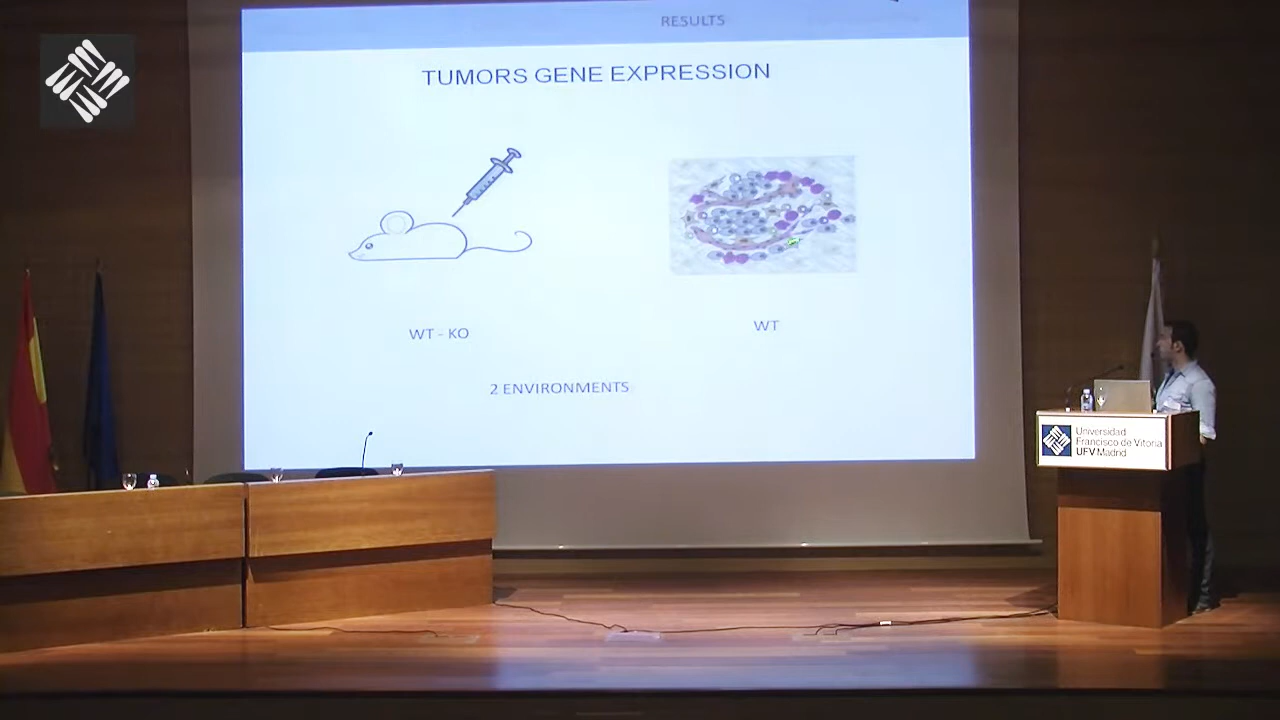 RESULTS
TUMORS GENE EXPRESSION
WT - KO
WT
2 ENVIRONMENTS
Universidad
Francisco de Vitoria
UFV Madrid